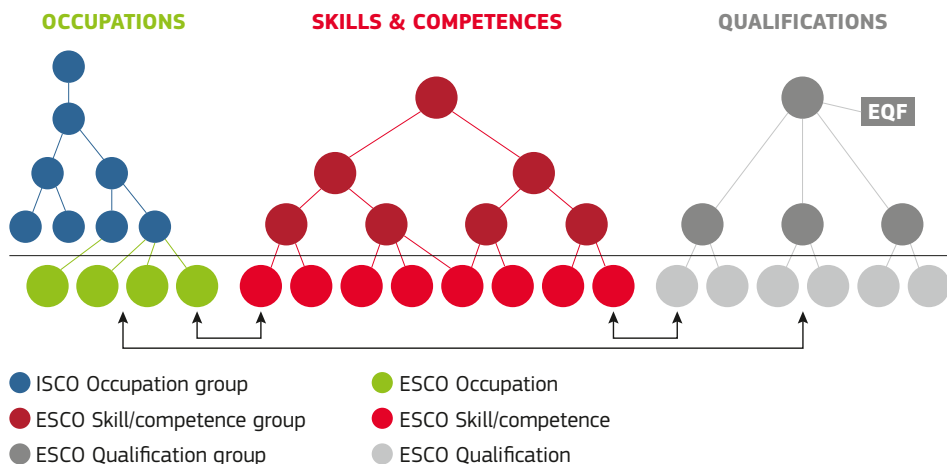 OCCUPATIONS
SKILLS & COMPETENCES
QUALIFICATIONS
EQF
ISCO Occupation group
ESCO Occupation
ESCO Skill/competence group
ESCO Skill/competence
ESCO Qualification group
ESCO Qualification